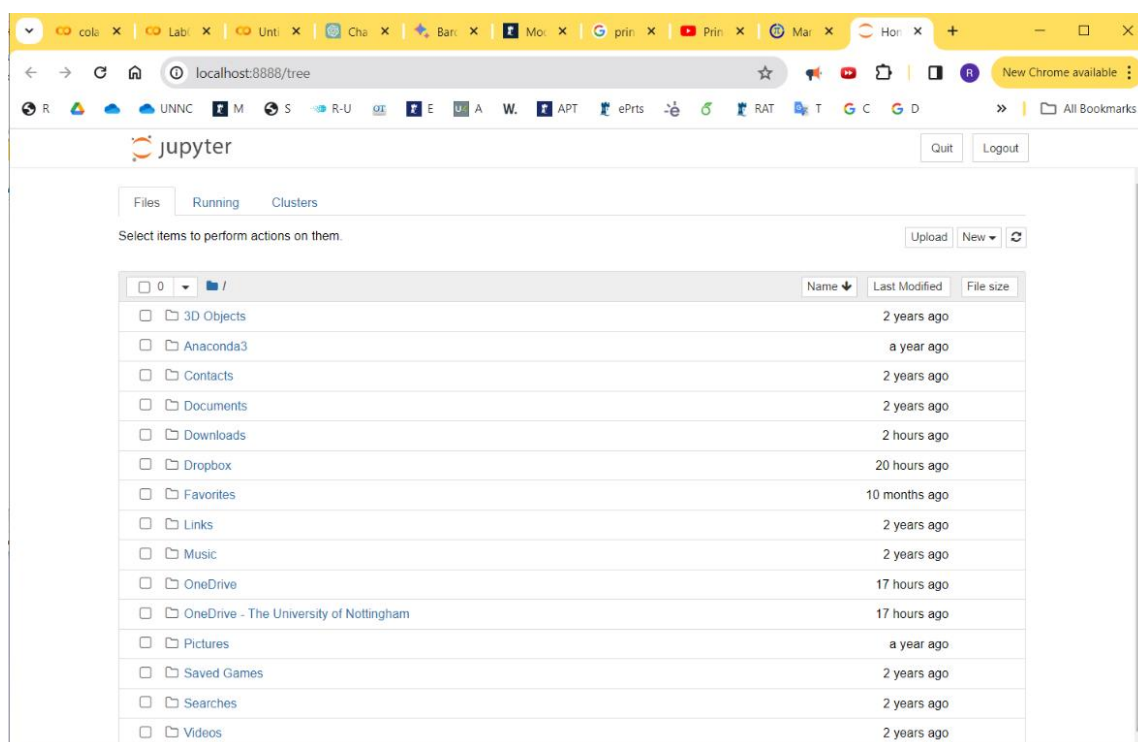 cola Lab( Unti Cha Bar Mod prin Prin Mar Hon
localhost:8888/tree New Chrome available
R UNNC M S R-U OT E A W. APT ePrts RAT T C D » All Bookmarks
jupyter Quit Logout
Files Running Clusters
Select items to perform actions on them. Upload New
0 / Name Last Modified File size
3D Objects 2 years ago
Anaconda3 a year ago
Contacts 2 years ago
Documents 2 years ago
Downloads 2 hours ago
Dropbox 20 hours ago
Favorites 10 months ago
Links 2 years ago
Music 2 years ago
OneDrive 17 hours ago
OneDrive - The University of Nottingham 17 hours ago
Pictures a year ago
Saved Games 2 years ago
Searches 2 years ago
Videos 2 years ago